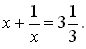 x + 1/x = 3 1/3.